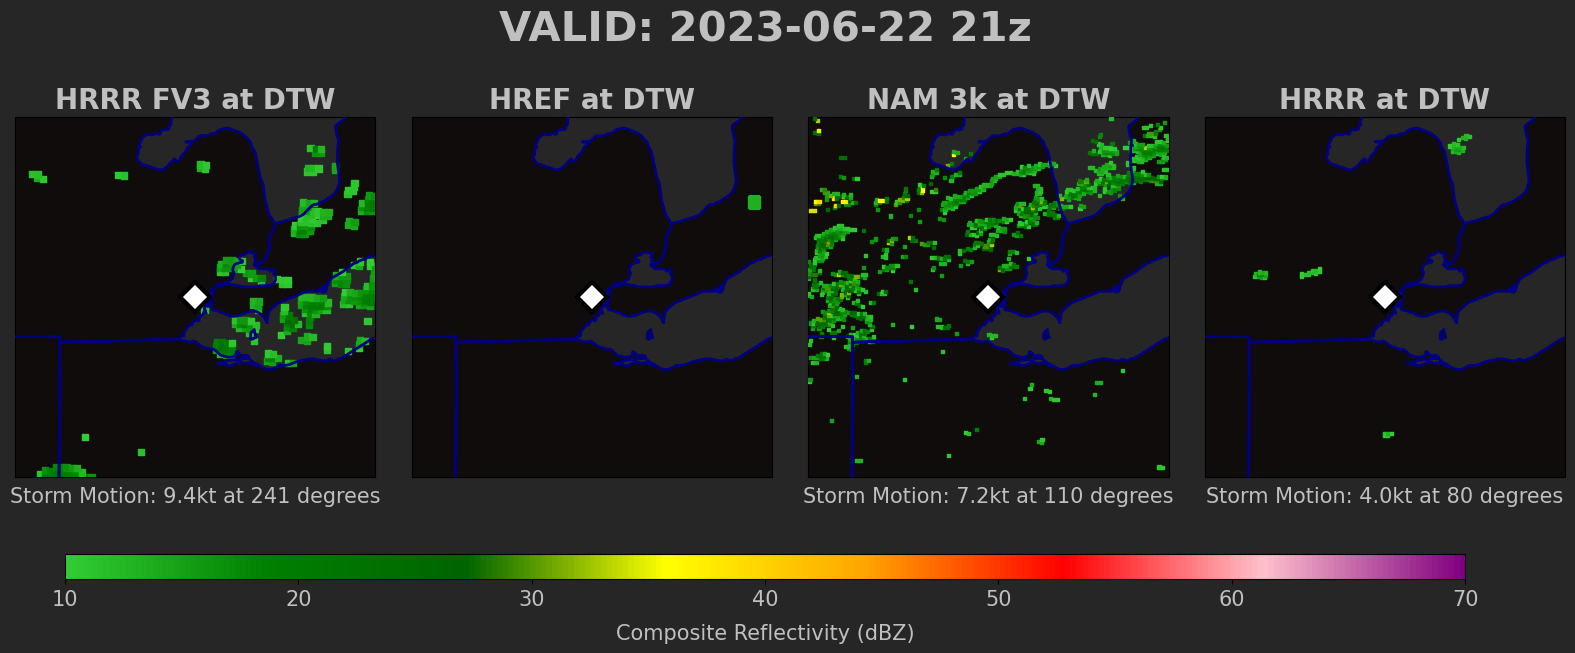 VALID: 2023-06-22 21z
HRRR FV3 at DTW
HREF at DTW
NAM 3k at DTW
HRRR at DTW
Storm Motion: 9.4kt at 241 degrees
Storm Motion: 7.2kt at 110 degrees
Storm Motion: 4.0kt at 80 degrees
10 20 30 40 50 60 70
Composite Reflectivity (dBZ)